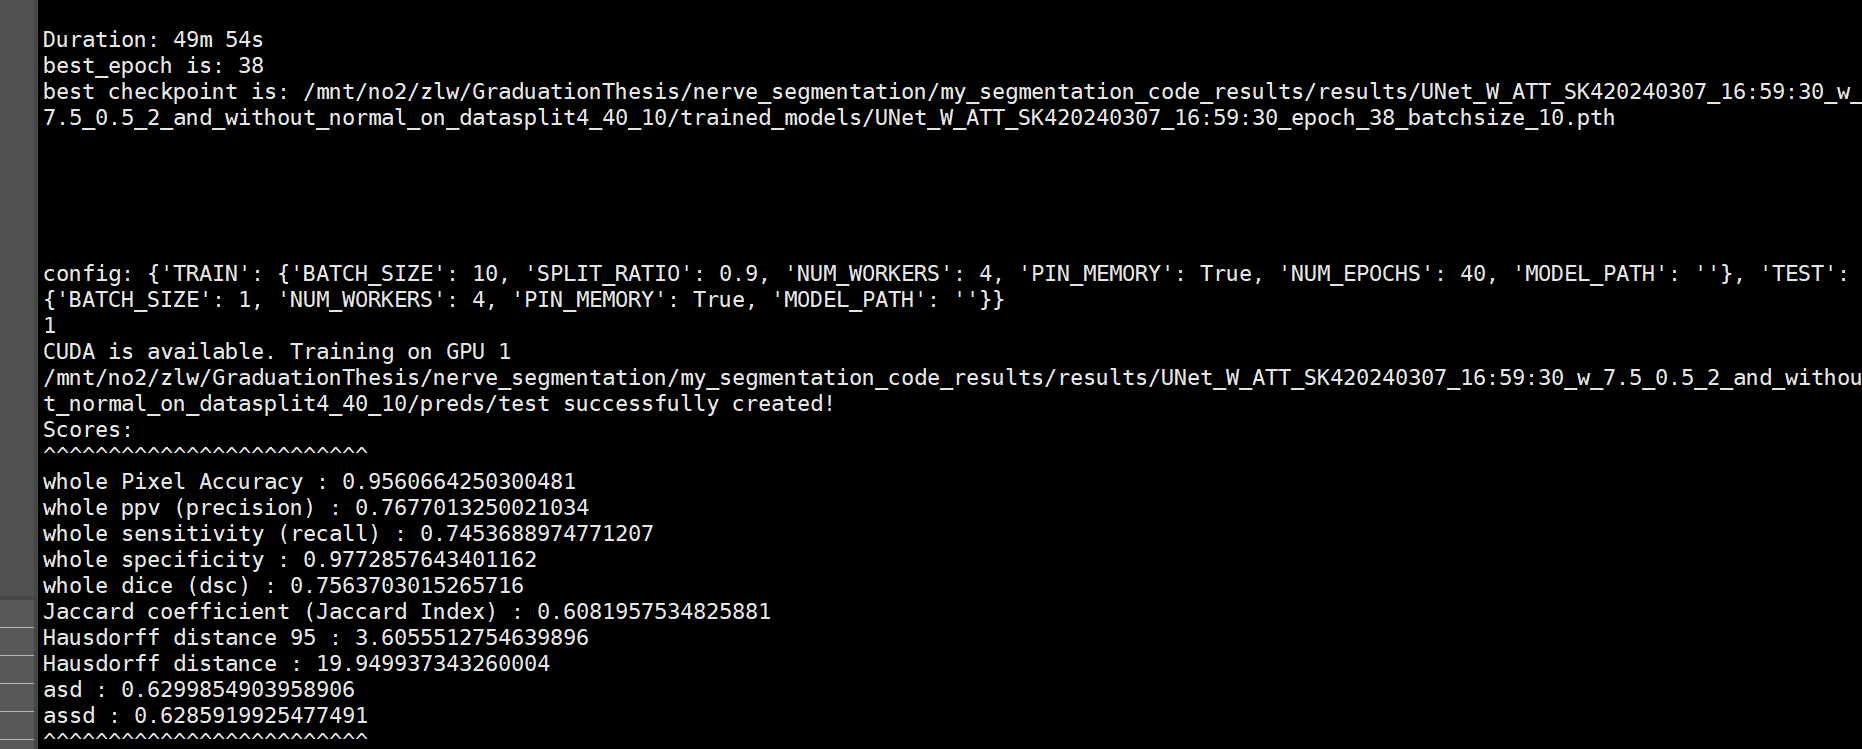 Duration: 49m 54s
best_epoch is: 38
best checkpoint is: /mnt/no2/zlw/GraduationThesis/nerve_segmentation/my_segmentation_code_results/results/UNet_W_ATT_SK420240307_16:59:30_w_
7.5_0.5_2_and_without_normal_on_datasplit4_40_10/trained_models/UNet_W_ATT_SK420240307_16:59:30_epoch_38_batchsize_10.pth
config: {'TRAIN': {'BATCH_SIZE': 10, 'SPLIT_RATIO': 0.9, 'NUM_WORKERS': 4, 'PIN_MEMORY': True, 'NUM_EPOCHS': 40, 'MODEL_PATH': ''}, 'TEST':
{'BATCH_SIZE': 1, 'NUM_WORKERS': 4, 'PIN_MEMORY': True, 'MODEL_PATH': ''}}
1
CUDA is available. Training on GPU 1
/mnt/no2/zlw/GraduationThesis/nerve_segmentation/my_segmentation_code_results/results/UNet_W_ATT_SK420240307_16:59:30_w_7.5_0.5_2_and_withou
t_normal_on_datasplit4_40_10/preds/test successfully created!
Scores:
^^^^^^^^^^^^^^^^^^^^^^^^^
whole Pixel Accuracy : 0.9560664250300481
whole ppv (precision) : 0.7677013250021034
whole sensitivity (recall) : 0.7453688974771207
whole specificity : 0.9772857643401162
whole dice (dsc) : 0.7563703015265716
Jaccard coefficient (Jaccard Index) : 0.6081957534825881
Hausdorff distance 95 : 3.6055512754639896
Hausdorff distance : 19.949937343260004
asd : 0.6299854903958906
assd : 0.6285919925477491
^^^^^^^^^^^^^^^^^^^^^^^^^